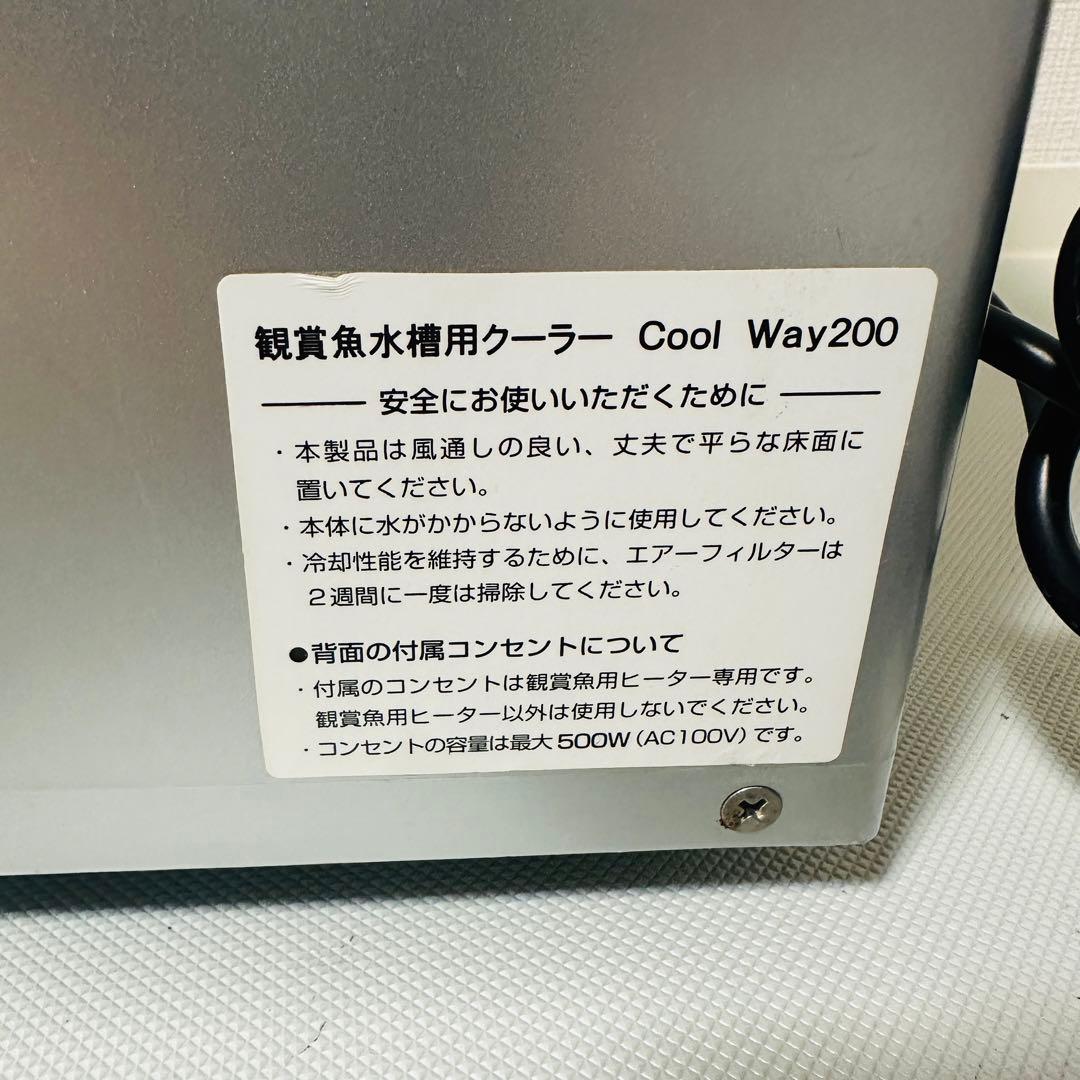 観賞魚水槽用クーラー Cool Way200
安全にお使いいただくために
・本製品は風通しの良い、丈夫で平らな床面に
置いてください。
・本体に水がかからないように使用してください。
・冷却性能を維持するために、エアーフィルターは
２週間に一度は掃除してください。
●背面の付属コンセントについて
・付属のコンセントは観賞魚用ヒーター専用です。
観賞魚用ヒーター以外は使用しないでください。
・コンセントの容量は最大500W（AC100V）です。